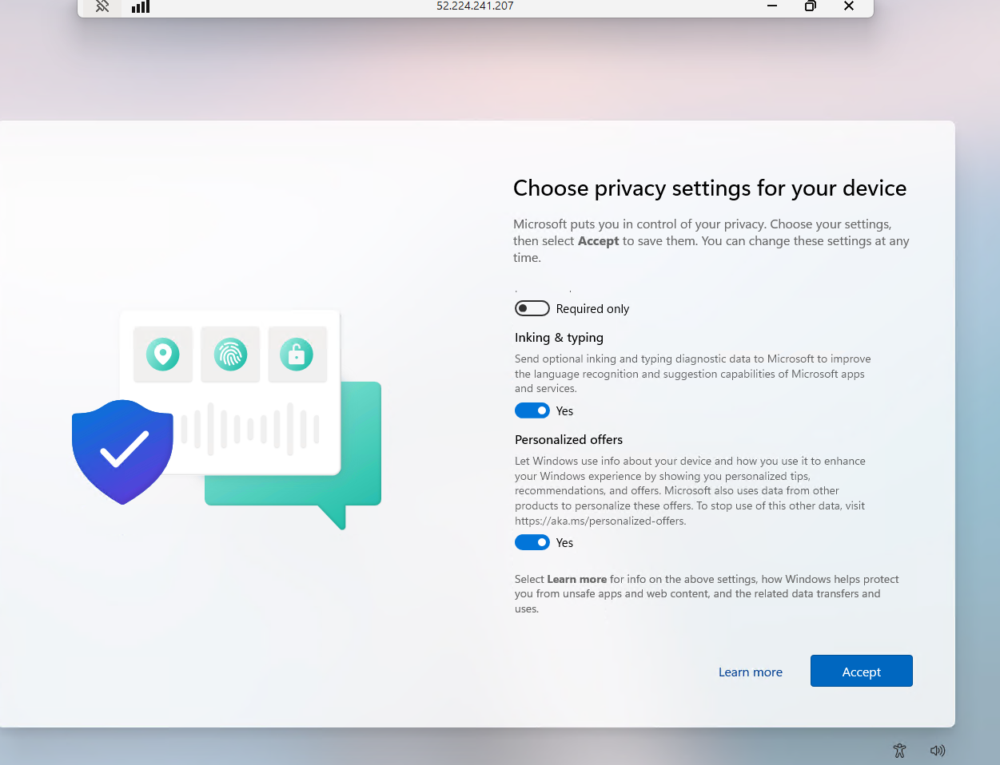 52.224.241.207
Choose privacy settings for your device
Microsoft puts you in control of your privacy. Choose your settings,
then select Accept to save them. You can change these settings at any
time.
Required only
Inking & typing
Send optional inking and typing diagnostic data to Microsoft to improve
the language recognition and suggestion capabilities of Microsoft apps
and services.
Yes
Personalized offers
Let Windows use info about your device and how you use it to enhance
your Windows experience by showing you personalized tips,
recommendations, and offers. Microsoft also uses data from other
products to personalize these offers. To stop use of this other data, visit
https://aka.ms/personalized-offers.
Yes
Select Learn more for info on the above settings, how Windows helps protect
you from unsafe apps and web content, and the related data transfers and
uses.
Learn more
Accept